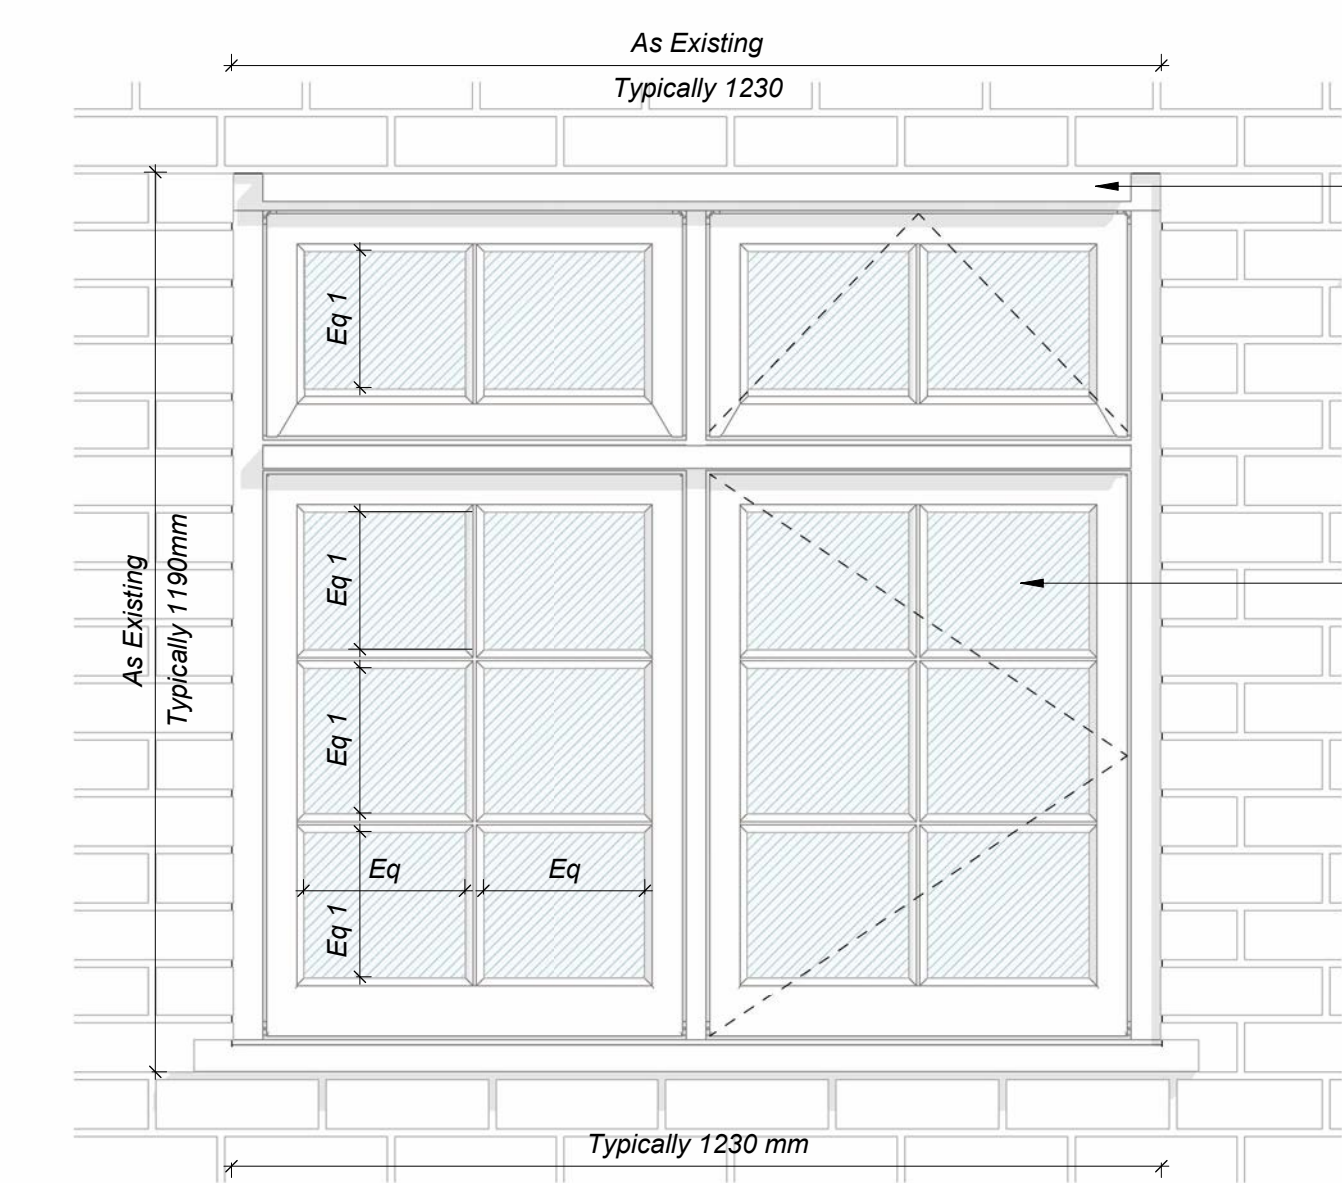 As Existing
Typically 1230
Eq 1
Eq 1
As Existing
Typically 1190mm
Eq 1
Eq
Eq
Eq 1
Typically 1230 mm